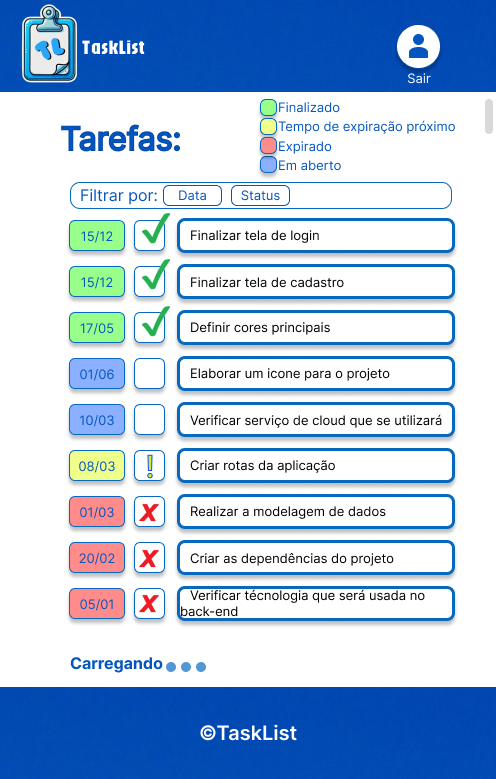 TL
TaskList
Sair
Tarefas:
Finalizado
Tempo de expiração próximo
Expirado
Em aberto
Filtrar por: Data Status
15/12 Finalizar tela de login
15/12 Finalizar tela de cadastro
17/05 Definir cores principais
01/06 Elaborar um icone para o projeto
10/03 Verificar serviço de cloud que se utilizará
08/03 ! Criar rotas da aplicação
01/03 X Realizar a modelagem de dados
20/02 X Criar as dependências do projeto
05/01 X Verificar técnologia que será usada no
back-end
Carregando
©TaskList